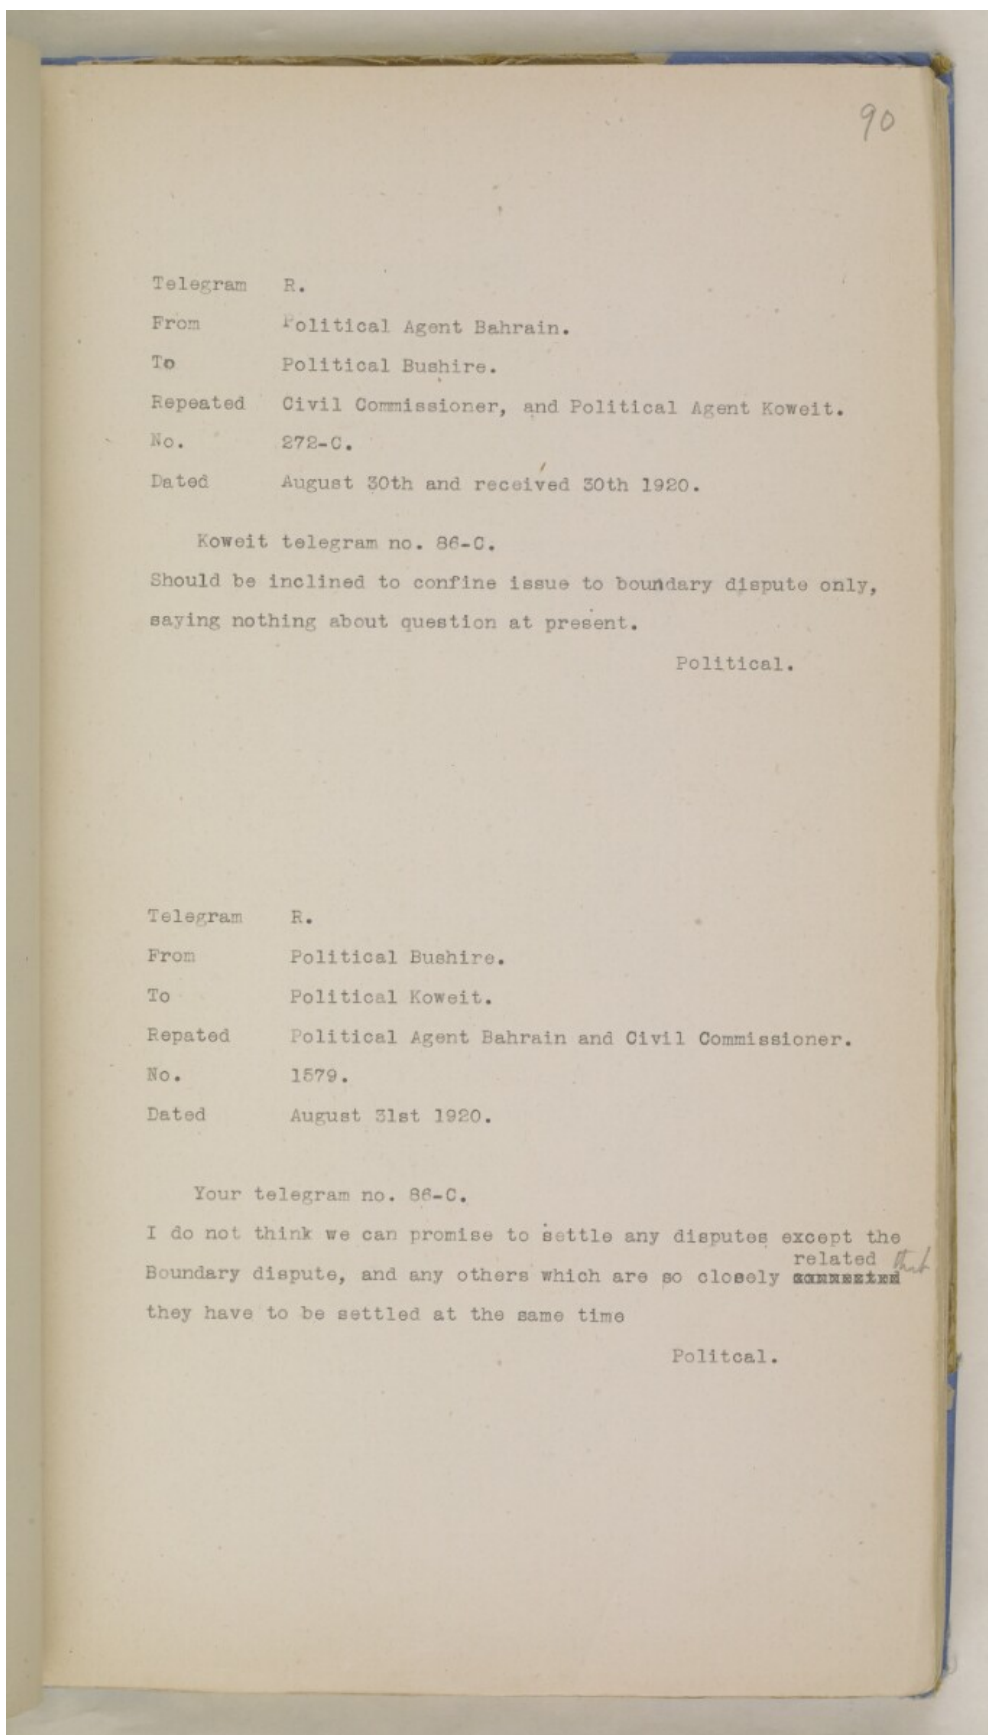 90
Telegram R.
From Political Agent Bahrain.
To Political Bushire.
Repeated Civil Commissioner, and Political Agent Koweit.
No. 272-C.
Dated August 30th and received 30th 1920.
Koweit telegram no. 86-C.
Should be inclined to confine issue to boundary dispute only,
saying nothing about question at present.
Political.
Telegram R.
From Political Bushire.
To Political Koweit.
Repated Political Agent Bahrain and Civil Commissioner.
No. 1579.
Dated August 31st 1920.
Your telegram no. 86-C.
I do not think we can promise to settle any disputes except the
related that
Boundary dispute, and any others which are so closely connected
they have to be settled at the same time
Politcal.